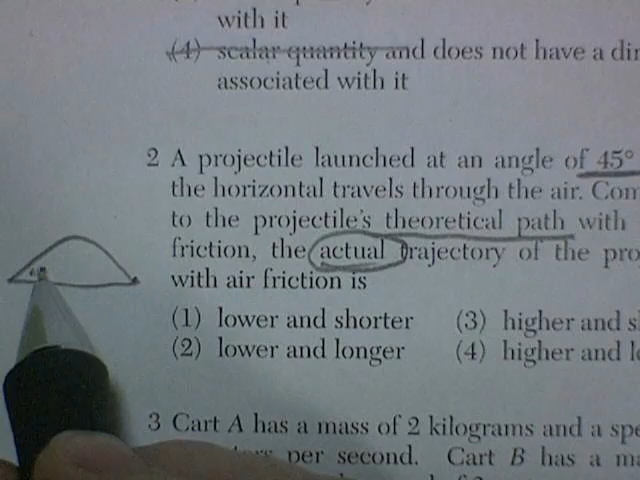 with it
(4) scalar quantity and does not have a dir
associated with it
2 A projectile launched at an angle of 45°
the horizontal travels through the air. Com
to the projectile's theoretical path with
friction, the actual trajectory of the pro
with air friction is
(1) lower and shorter (3) higher and s
(2) lower and longer (4) higher and lo
3 Cart A has a mass of 2 kilograms and a spe
per second. Cart B has a ma